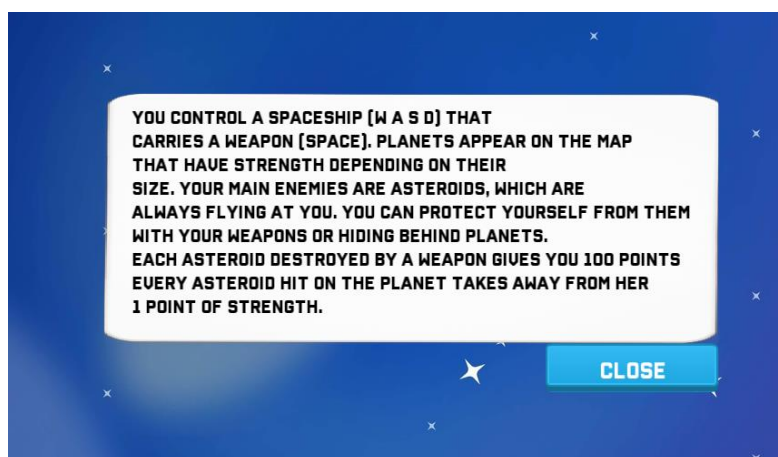 YOU CONTROL A SPACESHIP (W A S D) THAT
CARRIES A WEAPON (SPACE). PLANETS APPEAR ON THE MAP
THAT HAVE STRENGTH DEPENDING ON THEIR
SIZE. YOUR MAIN ENEMIES ARE ASTEROIDS, WHICH ARE
ALWAYS FLYING AT YOU. YOU CAN PROTECT YOURSELF FROM THEM
WITH YOUR WEAPONS OR HIDING BEHIND PLANETS.
EACH ASTEROID DESTROYED BY A WEAPON GIVES YOU 100 POINTS
EVERY ASTEROID HIT ON THE PLANET TAKES AWAY FROM HER
1 POINT OF STRENGTH.
CLOSE